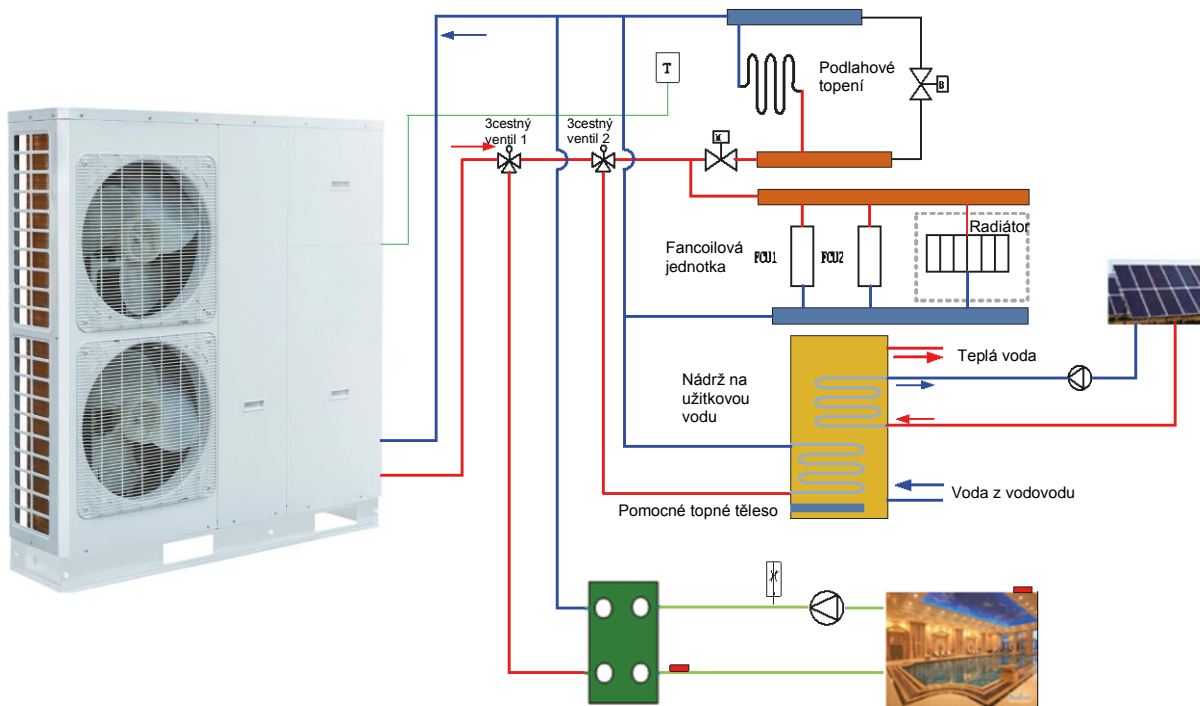 Podlahové
topení
B
T
3cestný
ventil 1
3cestný
ventil 2
M
Radiátor
Fancoilová
jednotka
FCU1
FCU2
Teplá voda
Nádrž na
užitkovou
vodu
Voda z vodovodu
Pomocné topné těleso